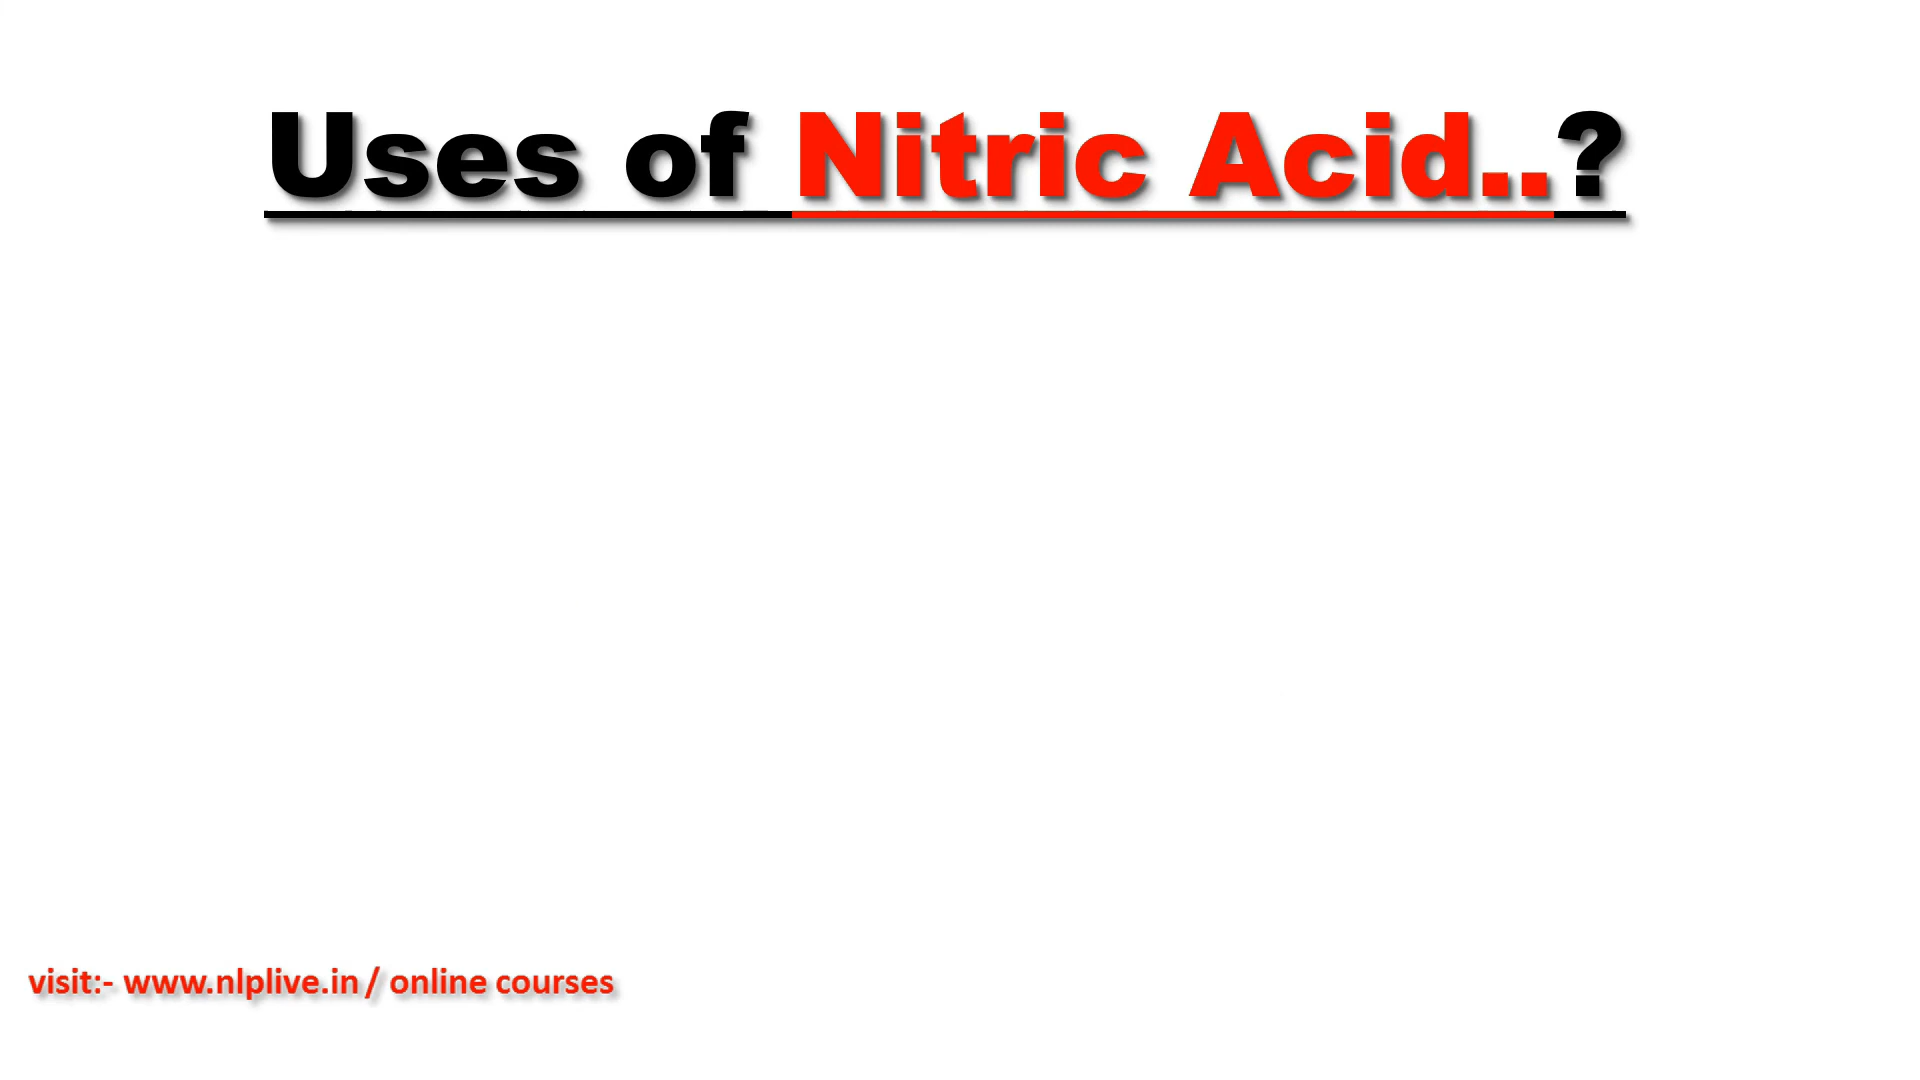 Uses of Nitric Acid..?
visit:- www.nlplive.in / online courses